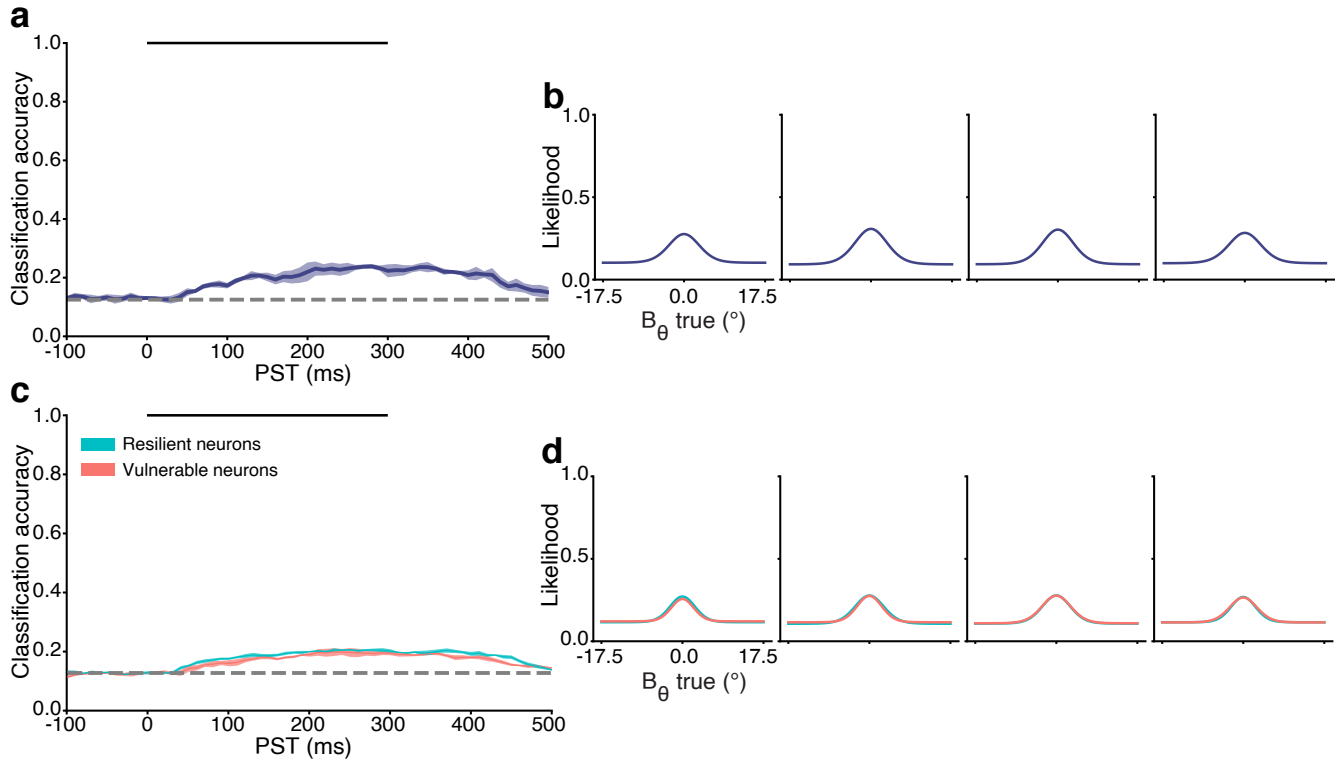 a
Classification accuracy
1.0
0.8
0.6
0.4
0.2
0.0
-100 0 100 200 300 400 500
PST (ms)
b
Likelihood
1.0
0.5
0.0
-17.5 0.0 17.5
Bθ true (°)
c
Classification accuracy
1.0
0.8
0.6
0.4
0.2
0.0
Resilient neurons
Vulnerable neurons
-100 0 100 200 300 400 500
PST (ms)
d
Likelihood
1.0
0.5
0.0
-17.5 0.0 17.5
Bθ true (°)